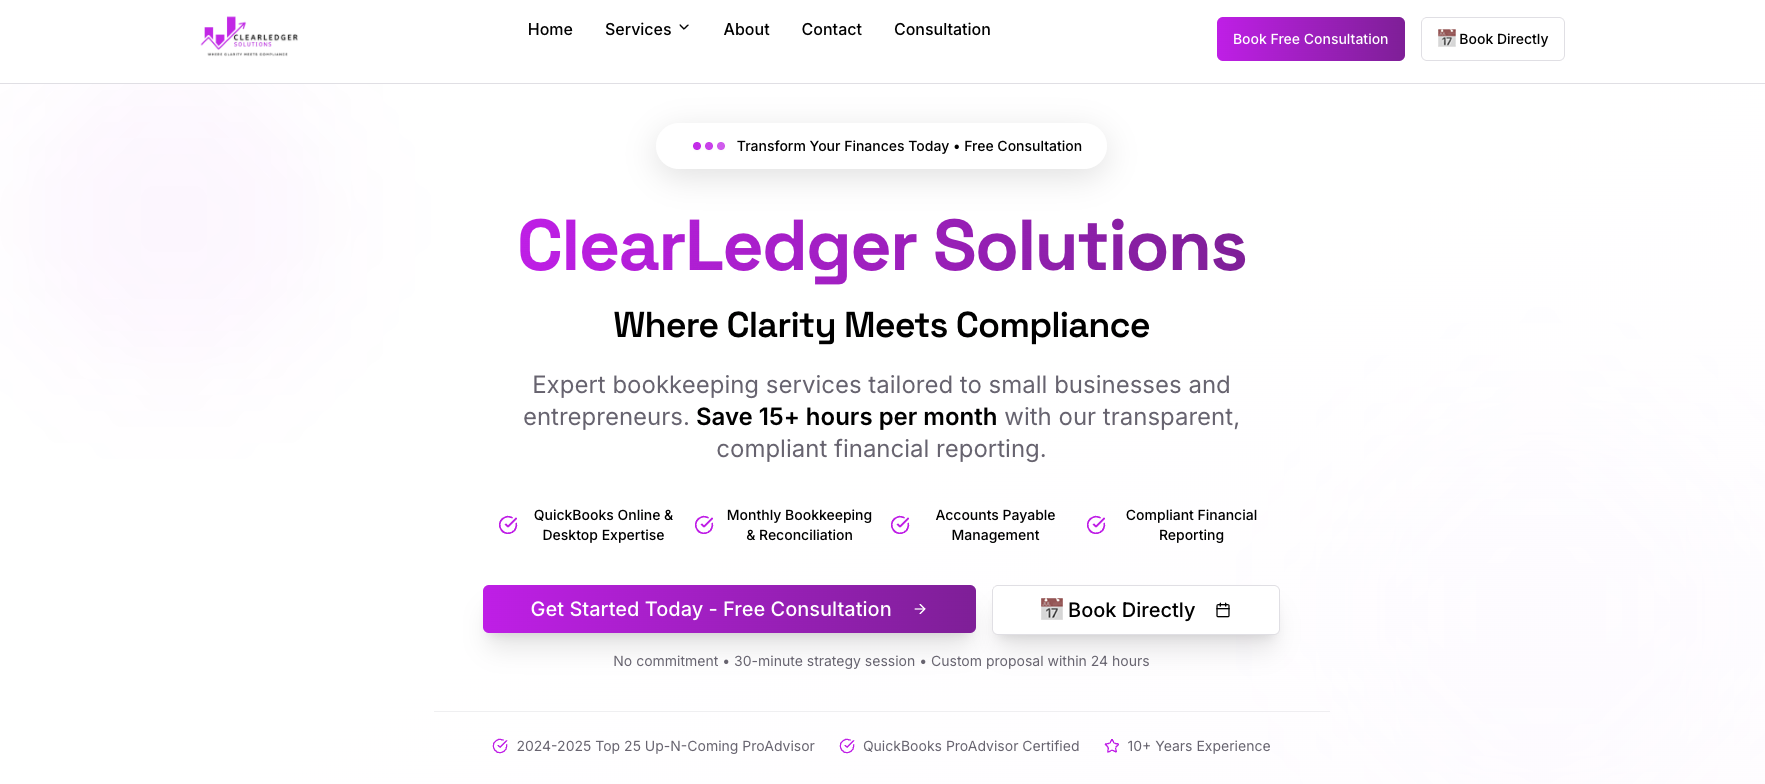 CLEARLEDGER
SOLUTIONS
WHERE CLARITY MEETS COMPLIANCE
Home
Services
About
Contact
Consultation
Book Free Consultation
17
Book Directly
Transform Your Finances Today • Free Consultation
ClearLedger Solutions
Where Clarity Meets Compliance
Expert bookkeeping services tailored to small businesses and
entrepreneurs. Save 15+ hours per month with our transparent,
compliant financial reporting.
QuickBooks Online &
Desktop Expertise
Monthly Bookkeeping
& Reconciliation
Accounts Payable
Management
Compliant Financial
Reporting
Get Started Today - Free Consultation
17
Book Directly
No commitment • 30-minute strategy session • Custom proposal within 24 hours
2024-2025 Top 25 Up-N-Coming ProAdvisor
QuickBooks ProAdvisor Certified
10+ Years Experience